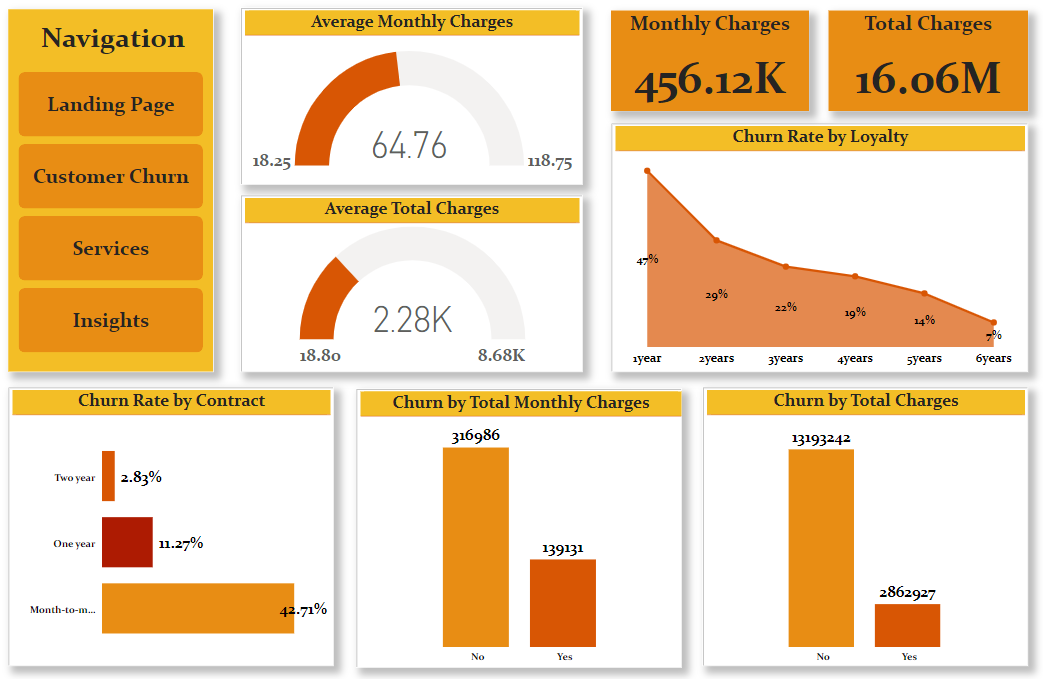 Navigation
Landing Page
Customer Churn
Services
Insights
Average Monthly Charges
64.76
18.25
118.75
Average Total Charges
2.28K
18.80
8.68K
Monthly Charges
456.12K
Total Charges
16.06M
Churn Rate by Loyalty
47%
29%
22%
19%
14%
7%
1year 2years 3years 4years 5years 6years
Churn Rate by Contract
Two year 2.83%
One year 11.27%
Month-to-m... 42.71%
Churn by Total Monthly Charges
316986
139131
No Yes
Churn by Total Charges
13193242
2862927
No Yes